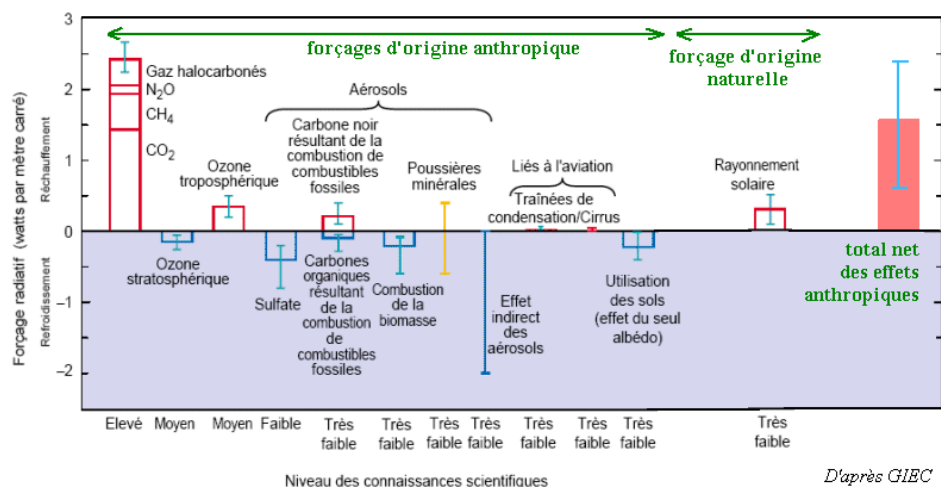 3
2
1
0
−1
−2
Forçage radiatif (watts par mètre carré)
Réchauffement
Refroidissement
forçages d'origine anthropique
forçage d'origine
naturelle
Gaz halocarbonés
N₂O
CH₄
CO₂
Ozone
troposphérique
Ozone
stratosphérique
Aérosols
Sulfate
Carbone noir
résultant de la
combustion de
combustibles
fossiles
Carbones
organiques
résultant
de la
combustion
de
combustibles
fossiles
Combustion
de la
biomasse
Poussières
minérales
Effet
indirect
des
aérosols
Liés à l'aviation
Traînées de
condensation/Cirrus
Utilisation
des sols
(effet du seul
albédo)
Rayonnement
solaire
total net
des effets
anthropiques
Elevé
Moyen
Moyen
Faible
Très
faible
Très
faible
Très
faible
Très
faible
Très
faible
Très
faible
Très
faible
Très
faible
Niveau des connaissances scientifiques
D'après GIEC